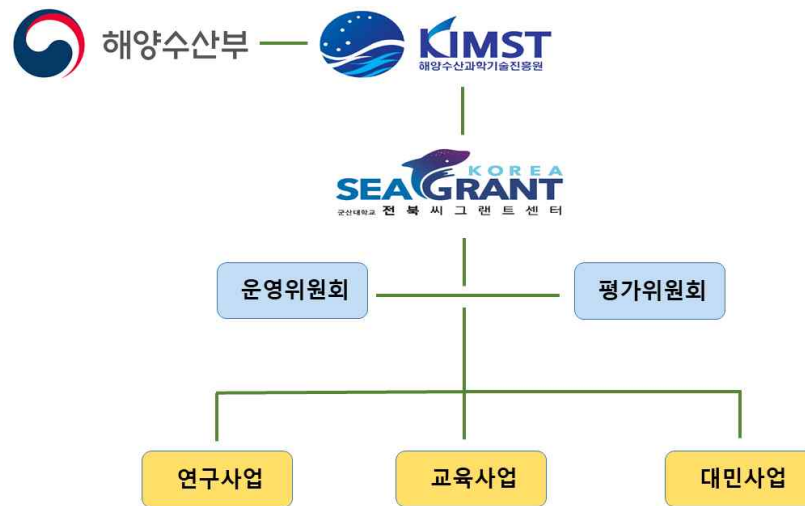 해양수산부
KIMST
해양수산과학기술진흥원
KOREA
SEA GRANT
군산대학교 전북씨그랜트센터
운영위원회
평가위원회
연구사업
교육사업
대민사업